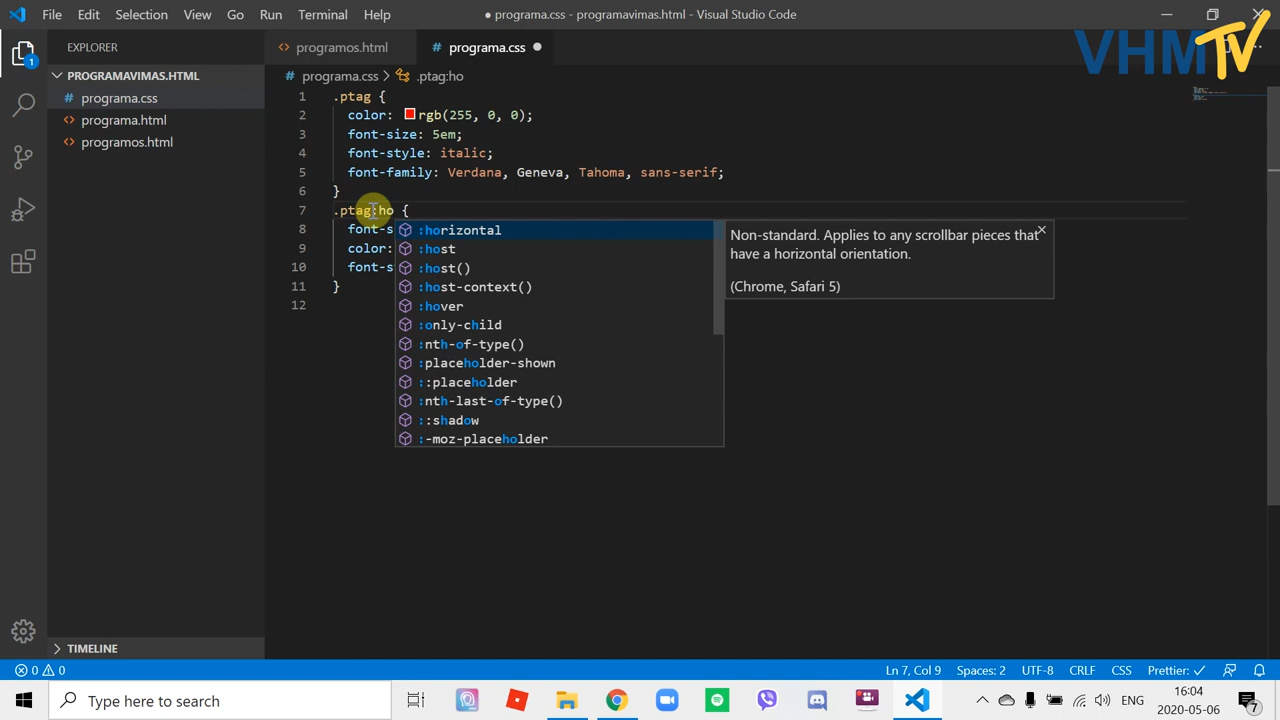 File Edit Selection View Go Run Terminal Help
● programa.css - programavimas.html - Visual Studio Code
VHMTV
EXPLORER
programos.html
# programa.css
PROGRAMAVIMAS.HTML
# programa.css
programa.html
programos.html
# programa.css > .ptag:ho
1 .ptag {
2 color: rgb(255, 0, 0);
3 font-size: 5em;
4 font-style: italic;
5 font-family: Verdana, Geneva, Tahoma, sans-serif;
6 }
7 .ptag:ho {
8 font-s
9 color:
10 font-s
11 }
12
:horizontal
:host
:host()
:host-context()
:hover
:only-child
:nth-of-type()
:placeholder-shown
::placeholder
:nth-last-of-type()
::shadow
:-moz-placeholder
Non-standard. Applies to any scrollbar pieces that
have a horizontal orientation.
(Chrome, Safari 5)
TIMELINE
0 0
Ln 7, Col 9 Spaces: 2 UTF-8 CRLF CSS Prettier: ✓
Type here to search
ENG
16:04
2020-05-06
7
1